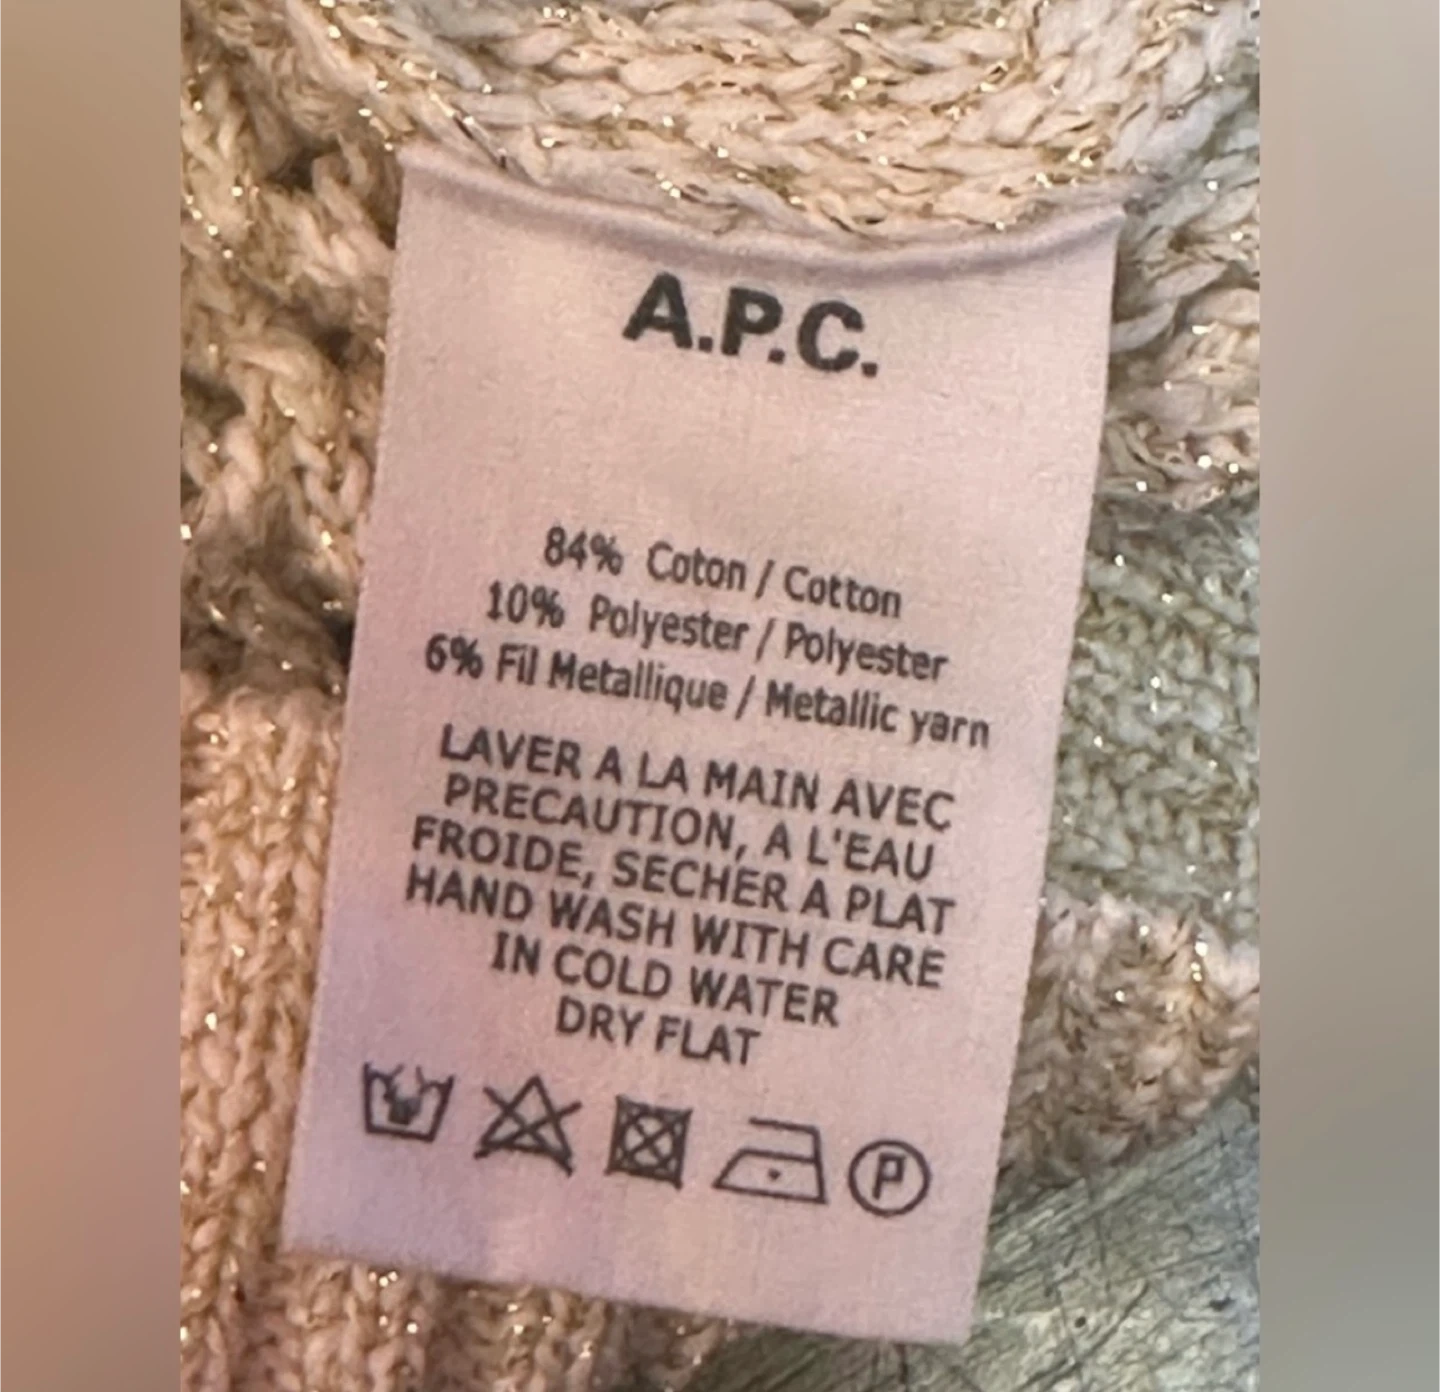 A.P.C.
84% Coton / Cotton
10% Polyester / Polyester
6% Fil Metallique / Metallic yarn
LAVER A LA MAIN AVEC
PRECAUTION, A L'EAU
FROIDE, SECHER A PLAT
HAND WASH WITH CARE
IN COLD WATER
DRY FLAT
P